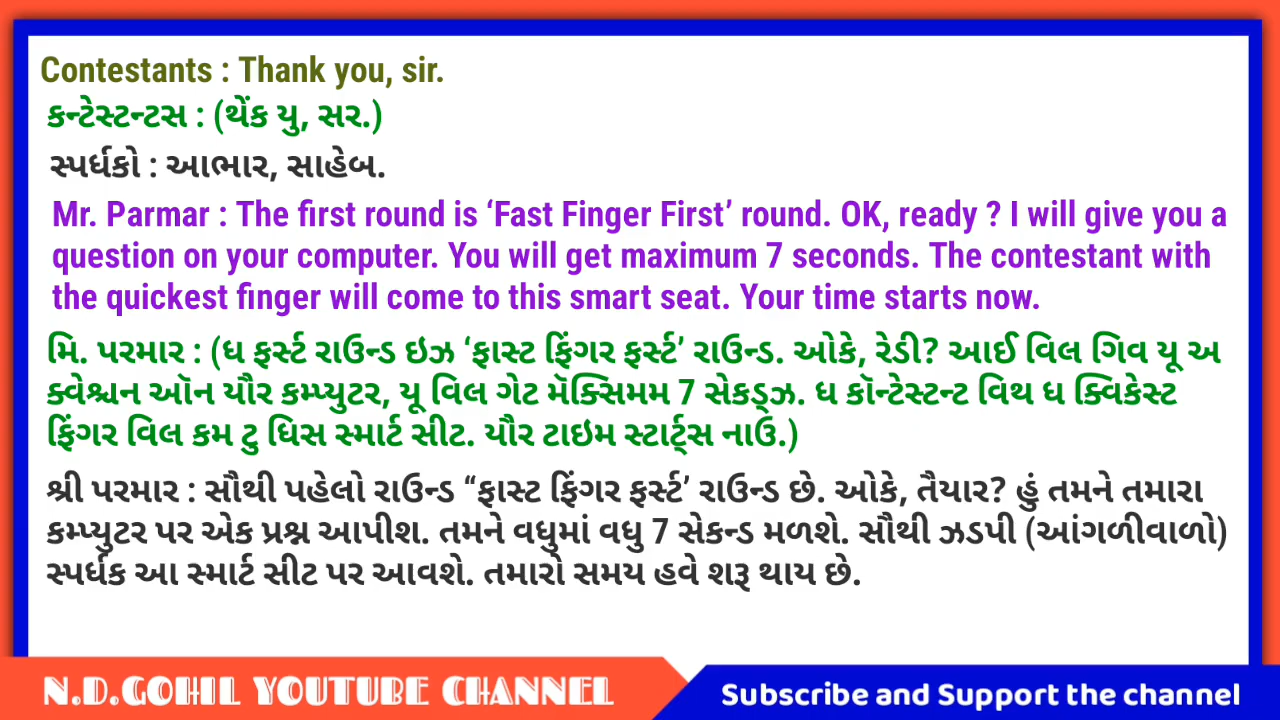 Contestants : Thank you, sir.
કન્ટેસ્ટન્ટસ : (થેંક યુ, સર.)
સ્પર્ધકો : આભાર, સાહેબ.
Mr. Parmar : The first round is ‘Fast Finger First’ round. OK, ready ? I will give you a
question on your computer. You will get maximum 7 seconds. The contestant with
the quickest finger will come to this smart seat. Your time starts now.
મિ. પરમાર : (ધ ફર્સ્ટ રાઉન્ડ ઇઝ ‘ફાસ્ટ ફિંગર ફર્સ્ટ’ રાઉન્ડ. ઓકે, રેડી? આઈ વિલ ગિવ યૂ અ
ક્વેશ્ચન ઑન યૌર કમ્પ્યુટર, યૂ વિલ ગેટ મૅક્સિમમ 7 સેકડ્ઝ. ધ કૉન્ટેસ્ટન્ટ વિથ ધ ક્વિકેસ્ટ
ફિંગર વિલ કમ ટુ ધિસ સ્માર્ટ સીટ. યૌર ટાઇમ સ્ટાર્ટ્સ નાઉ.)
શ્રી પરમાર : સૌથી પહેલો રાઉન્ડ “ફાસ્ટ ફિંગર ફર્સ્ટ’ રાઉન્ડ છે. ઓકે, તૈયાર? હું તમને તમારા
કમ્પ્યુટર પર એક પ્રશ્ન આપીશ. તમને વધુમાં વધુ 7 સેકન્ડ મળશે. સૌથી ઝડપી (આંગળીવાળો)
સ્પર્ધક આ સ્માર્ટ સીટ પર આવશે. તમારો સમય હવે શરૂ થાય છે.
N.D.GOHIL YOUTUBE CHANNEL
Subscribe and Support the channel